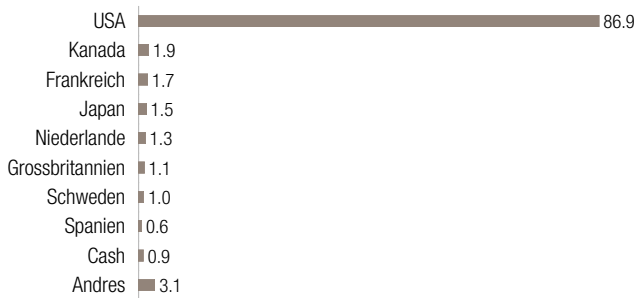 USA 86.9
Kanada 1.9
Frankreich 1.7
Japan 1.5
Niederlande 1.3
Grossbritannien 1.1
Schweden 1.0
Spanien 0.6
Cash 0.9
Andres 3.1